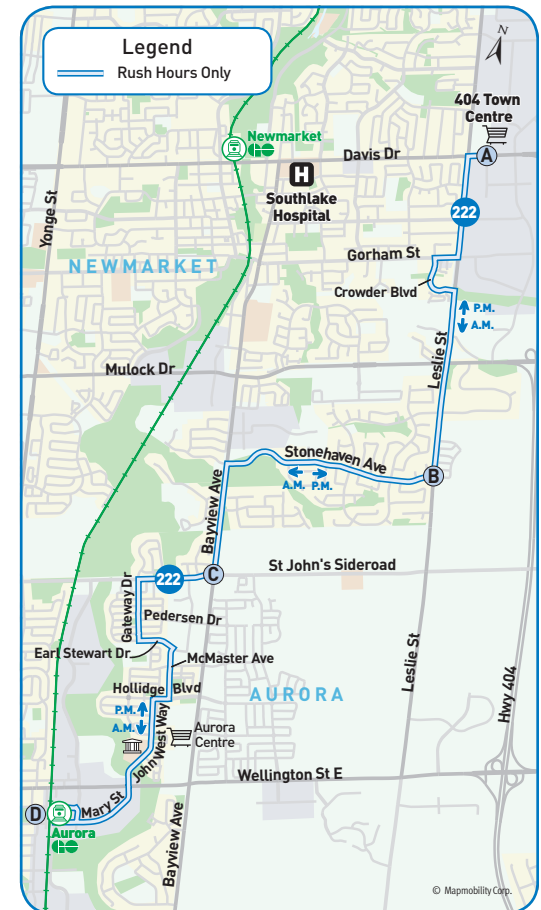 Legend
Rush Hours Only
N
404 Town
Centre
A
Newmarket
GO
Davis Dr
H
Southlake
Hospital
Yonge St
222
NEWMARKET
Gorham St
Crowder Blvd
P.M.
A.M.
Leslie St
Mulock Dr
Stonehaven Ave
A.M. P.M.
B
Bayview Ave
C
St John's Sideroad
222
Gateway Dr
Pedersen Dr
Earl Stewart Dr
McMaster Ave
Leslie St
Hollidge Blvd
AURORA
Hwy 404
P.M.
A.M.
John West Way
Aurora
Centre
Wellington St E
D
Mary St
Aurora
GO
Bayview Ave
© Mapmobility Corp.